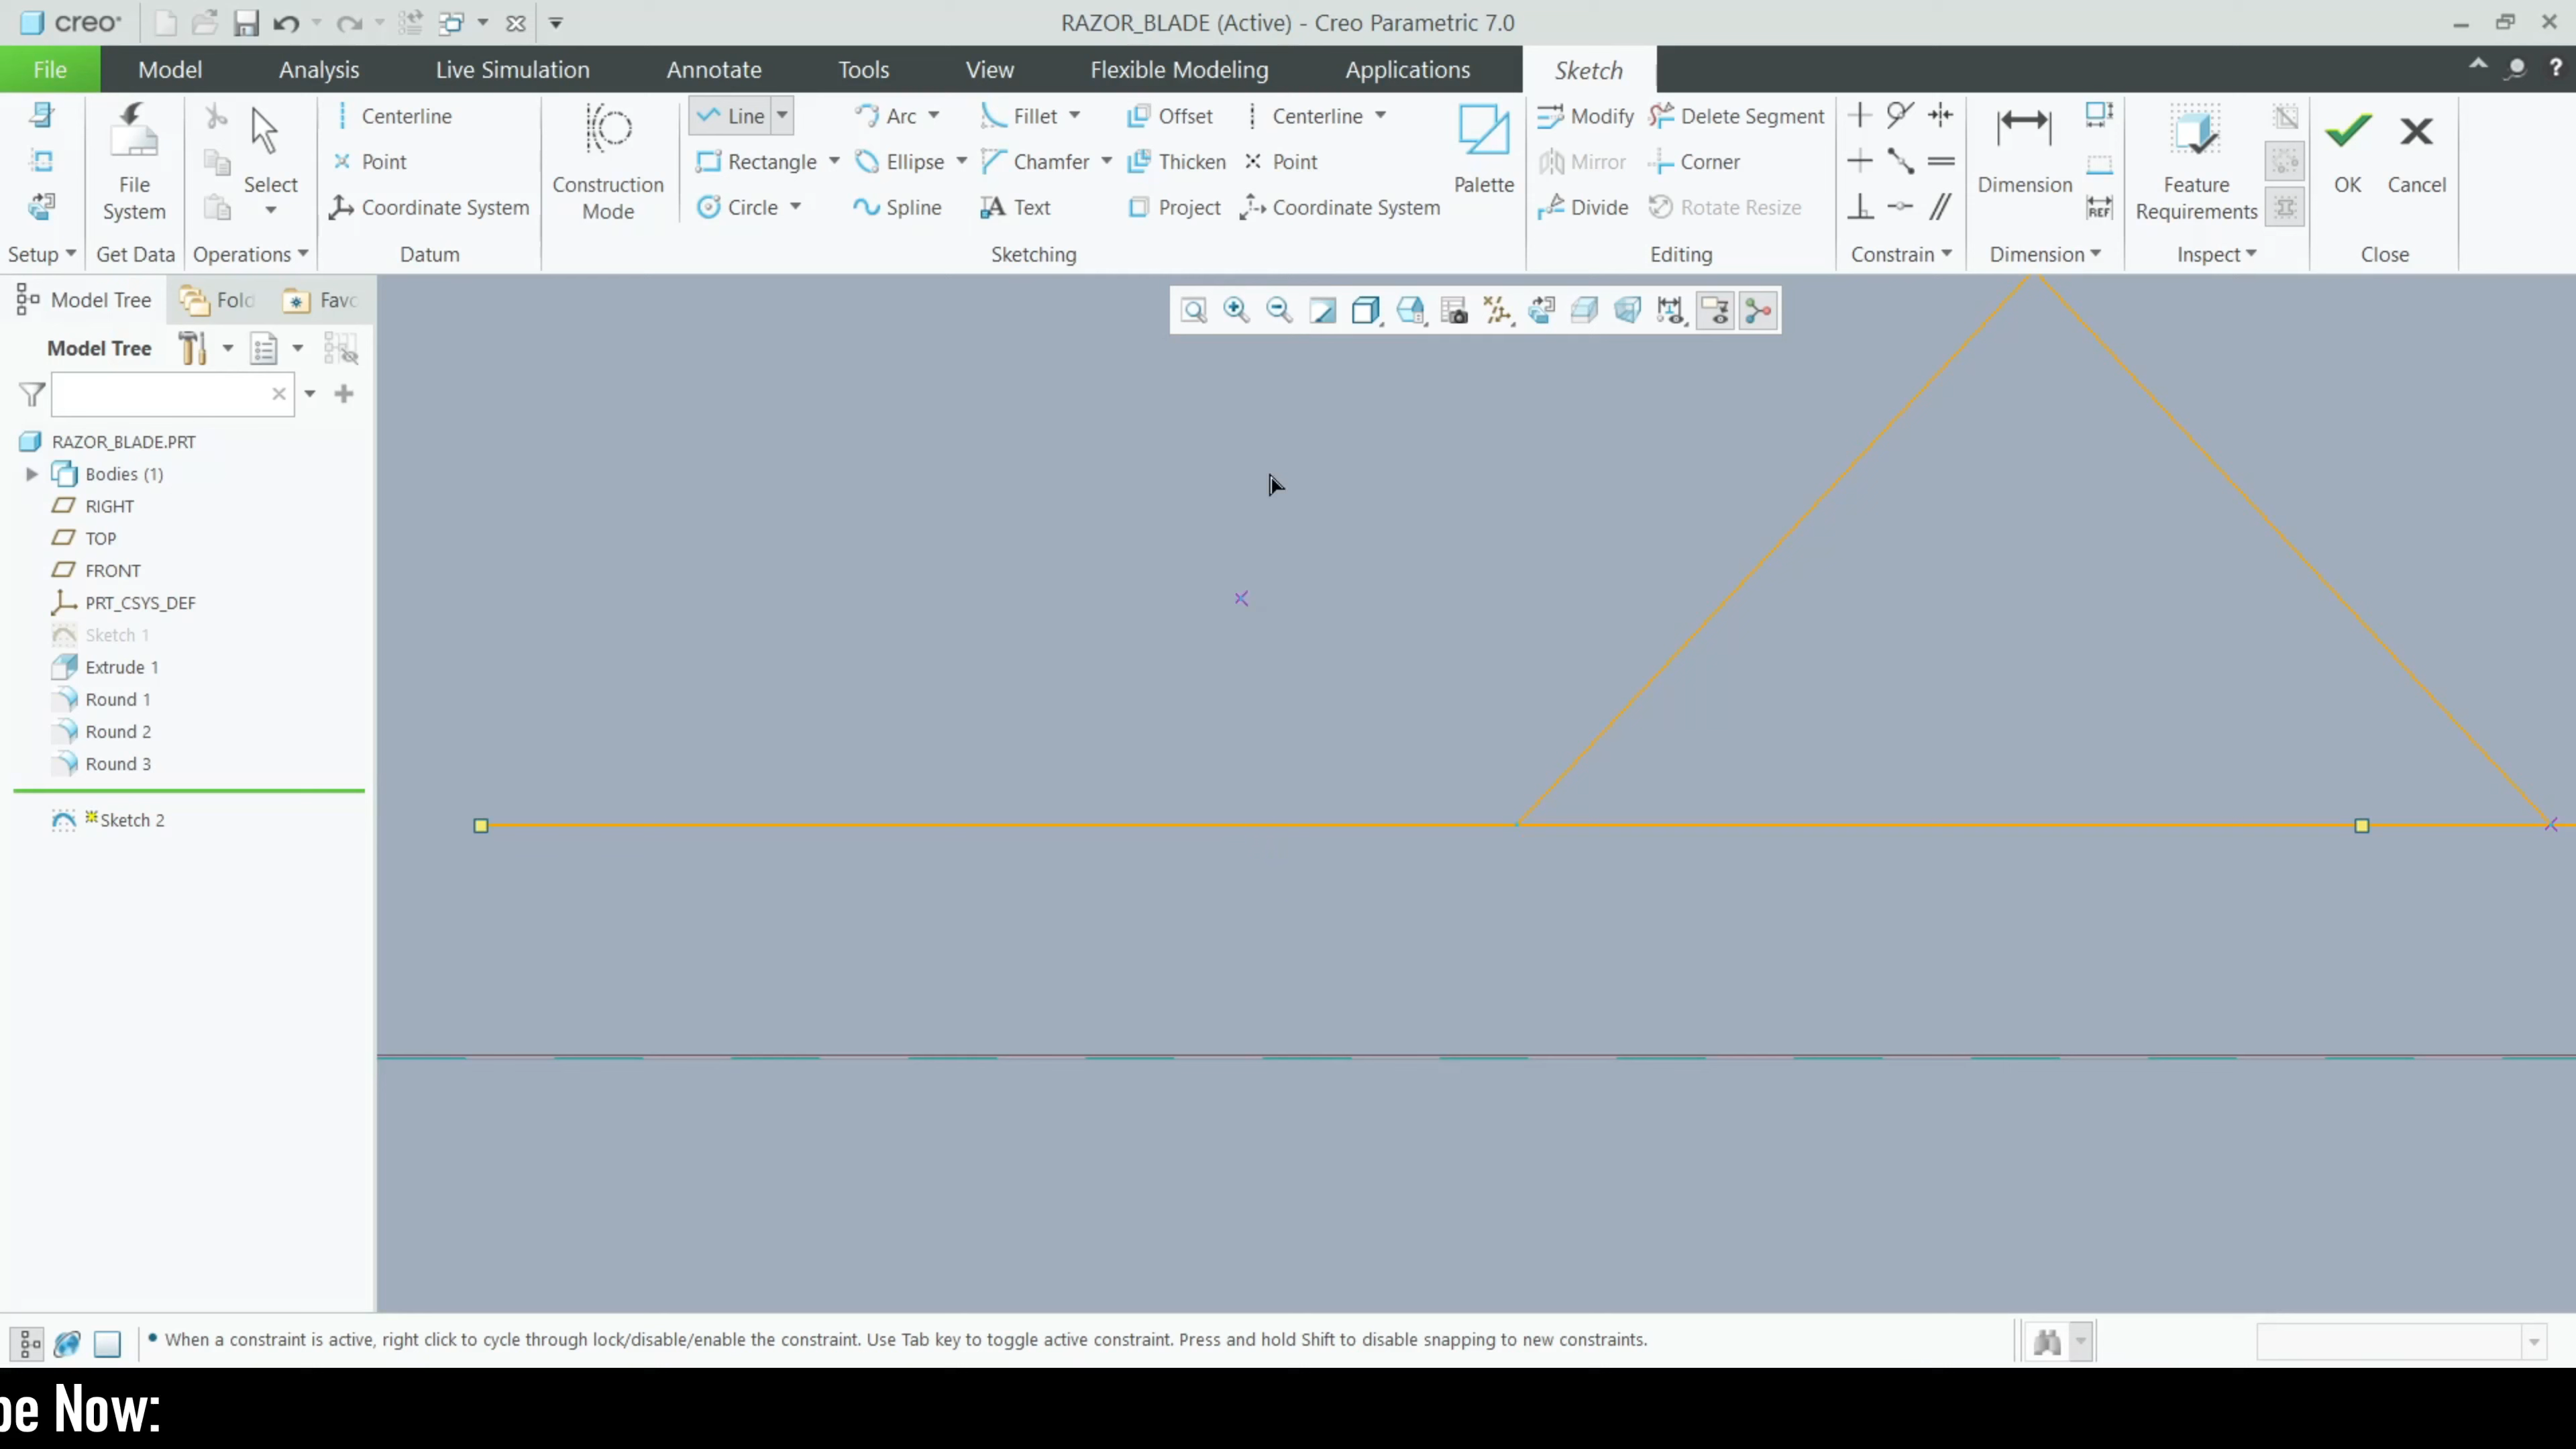 creo
RAZOR_BLADE (Active) - Creo Parametric 7.0
File Model Analysis Live Simulation Annotate Tools View Flexible Modeling Applications Sketch
Centerline
Point
Coordinate System
File System
Select
Construction Mode
Line Arc Fillet Offset Centerline
Rectangle Ellipse Chamfer Thicken Point
Circle Spline Text Project Coordinate System
Palette
Modify Delete Segment
Mirror Corner
Divide Rotate Resize
Dimension
REF
Feature Requirements
OK Cancel
Setup Get Data Operations Datum Sketching Editing Constrain Dimension Inspect Close
Model Tree Fold Favo
Model Tree
RAZOR_BLADE.PRT
Bodies (1)
RIGHT
TOP
FRONT
PRT_CSYS_DEF
Sketch 1
Extrude 1
Round 1
Round 2
Round 3
Sketch 2
When a constraint is active, right click to cycle through lock/disable/enable the constraint. Use Tab key to toggle active constraint. Press and hold Shift to disable snapping to new constraints.
be Now: